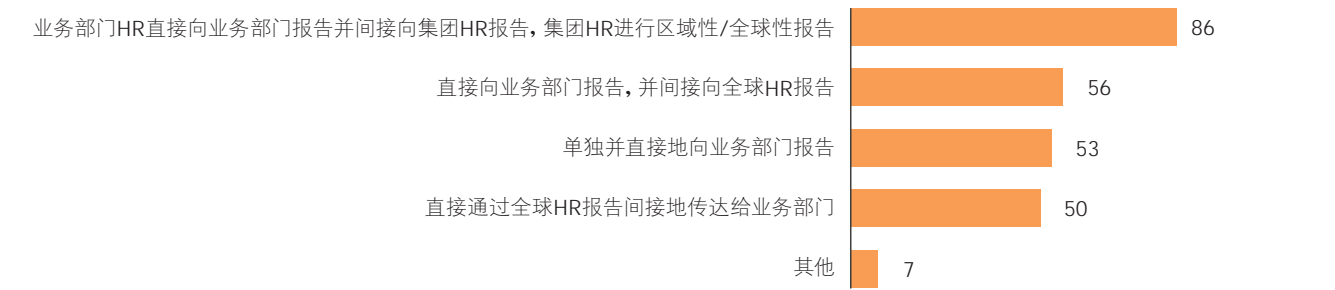 业务部门HR直接向业务部门报告并间接向集团HR报告，集团HR进行区域性/全球性报告 86
直接向业务部门报告，并间接向全球HR报告 56
单独并直接地向业务部门报告 53
直接通过全球HR报告间接地传达给业务部门 50
其他 7